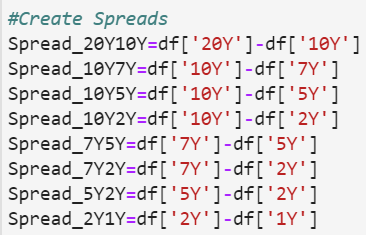 #Create Spreads
Spread_20Y10Y=df['20Y']-df['10Y']
Spread_10Y7Y=df['10Y']-df['7Y']
Spread_10Y5Y=df['10Y']-df['5Y']
Spread_10Y2Y=df['10Y']-df['2Y']
Spread_7Y5Y=df['7Y']-df['5Y']
Spread_7Y2Y=df['7Y']-df['2Y']
Spread_5Y2Y=df['5Y']-df['2Y']
Spread_2Y1Y=df['2Y']-df['1Y']